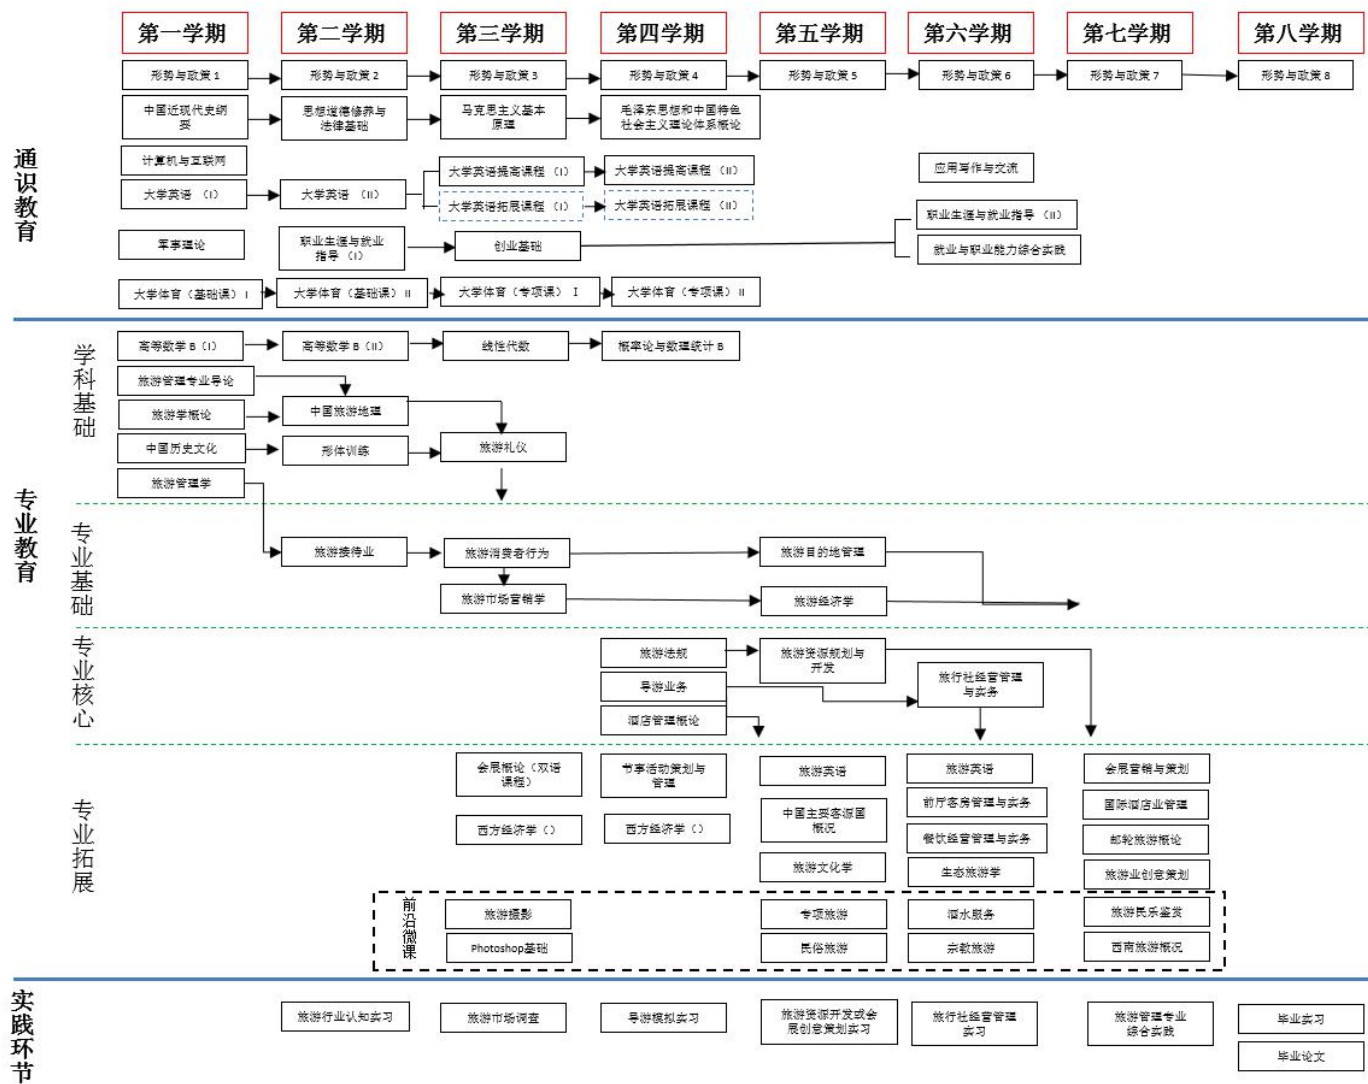 第一学期
第二学期
第三学期
第四学期
第五学期
第六学期
第七学期
第八学期
通识教育
形势与政策 1
形势与政策 2
形势与政策 3
形势与政策 4
形势与政策 5
形势与政策 6
形势与政策 7
形势与政策 8
中国近现代史纲
要
思想道德修养与
法律基础
马克思主义基本
原理
毛泽东思想和中国特色
社会主义理论体系概论
计算机与互联网
大学英语 （I）
大学英语 （II）
大学英语提高课程 （I）
大学英语提高课程 （II）
大学英语拓展课程 （I）
大学英语拓展课程 （II）
应用写作与交流
军事理论
职业生涯与就业
指导（I）
创业基础
职业生涯与就业指导（II）
就业与职业能力综合实践
大学体育（基础课）I
大学体育（基础课）II
大学体育（专项课） I
大学体育（专项课）II
专业教育
学科基础
高等数学 B（I）
高等数学 B（II）
线性代数
概率论与数理统计 B
旅游管理专业导论
旅游学概论
中国旅游地理
中国历史文化
形体训练
旅游礼仪
旅游管理学
专业基础
旅游接待业
旅游消费者行为
旅游目的地管理
旅游市场营销学
旅游经济学
专业核心
旅游法规
旅游资源规划与
开发
导游业务
旅行社经营管理
与实务
酒店管理概论
专业拓展
会展概论（双语
课程）
节事活动策划与
管理
旅游英语
旅游英语
会展营销与策划
西方经济学（）
西方经济学（）
中国主要客源国
概况
前厅客房管理与实务
国际酒店业管理
餐饮经营管理与实务
邮轮旅游概论
旅游文化学
生态旅游学
旅游业创意策划
前沿微课
旅游摄影
专项旅游
酒水服务
旅游民乐鉴赏
Photoshop基础
民俗旅游
宗教旅游
西南旅游概况
实践环节
旅游行业认知实习
旅游市场调查
导游模拟实习
旅游资源开发或会
展创意策划实习
旅行社经营管理
实习
旅游管理专业
综合实践
毕业实习
毕业论文